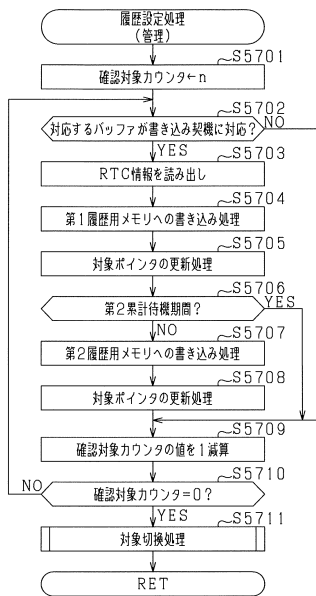 履歴設定処理
(管理)
S5701
確認対象カウンタ←n
S5702
対応するバッファが書き込み契機に対応?
NO
YES
S5703
RTC情報を読み出し
S5704
第1履歴用メモリへの書き込み処理
S5705
対象ポインタの更新処理
S5706
第2累計待機期間?
YES
NO
S5707
第2履歴用メモリへの書き込み処理
S5708
対象ポインタの更新処理
S5709
確認対象カウンタの値を1減算
S5710
NO
確認対象カウンタ=0?
YES
S5711
対象切換処理
RET